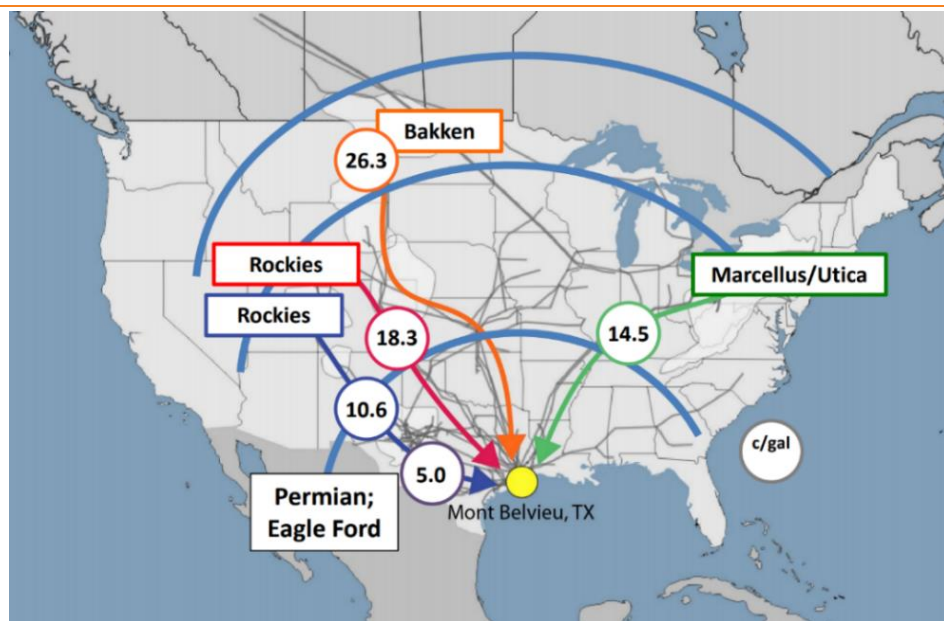 Bakken
26.3
Rockies
Marcellus/Utica
Rockies
18.3
14.5
10.6
c/gal
5.0
Permian;
Eagle Ford
Mont Belvieu, TX